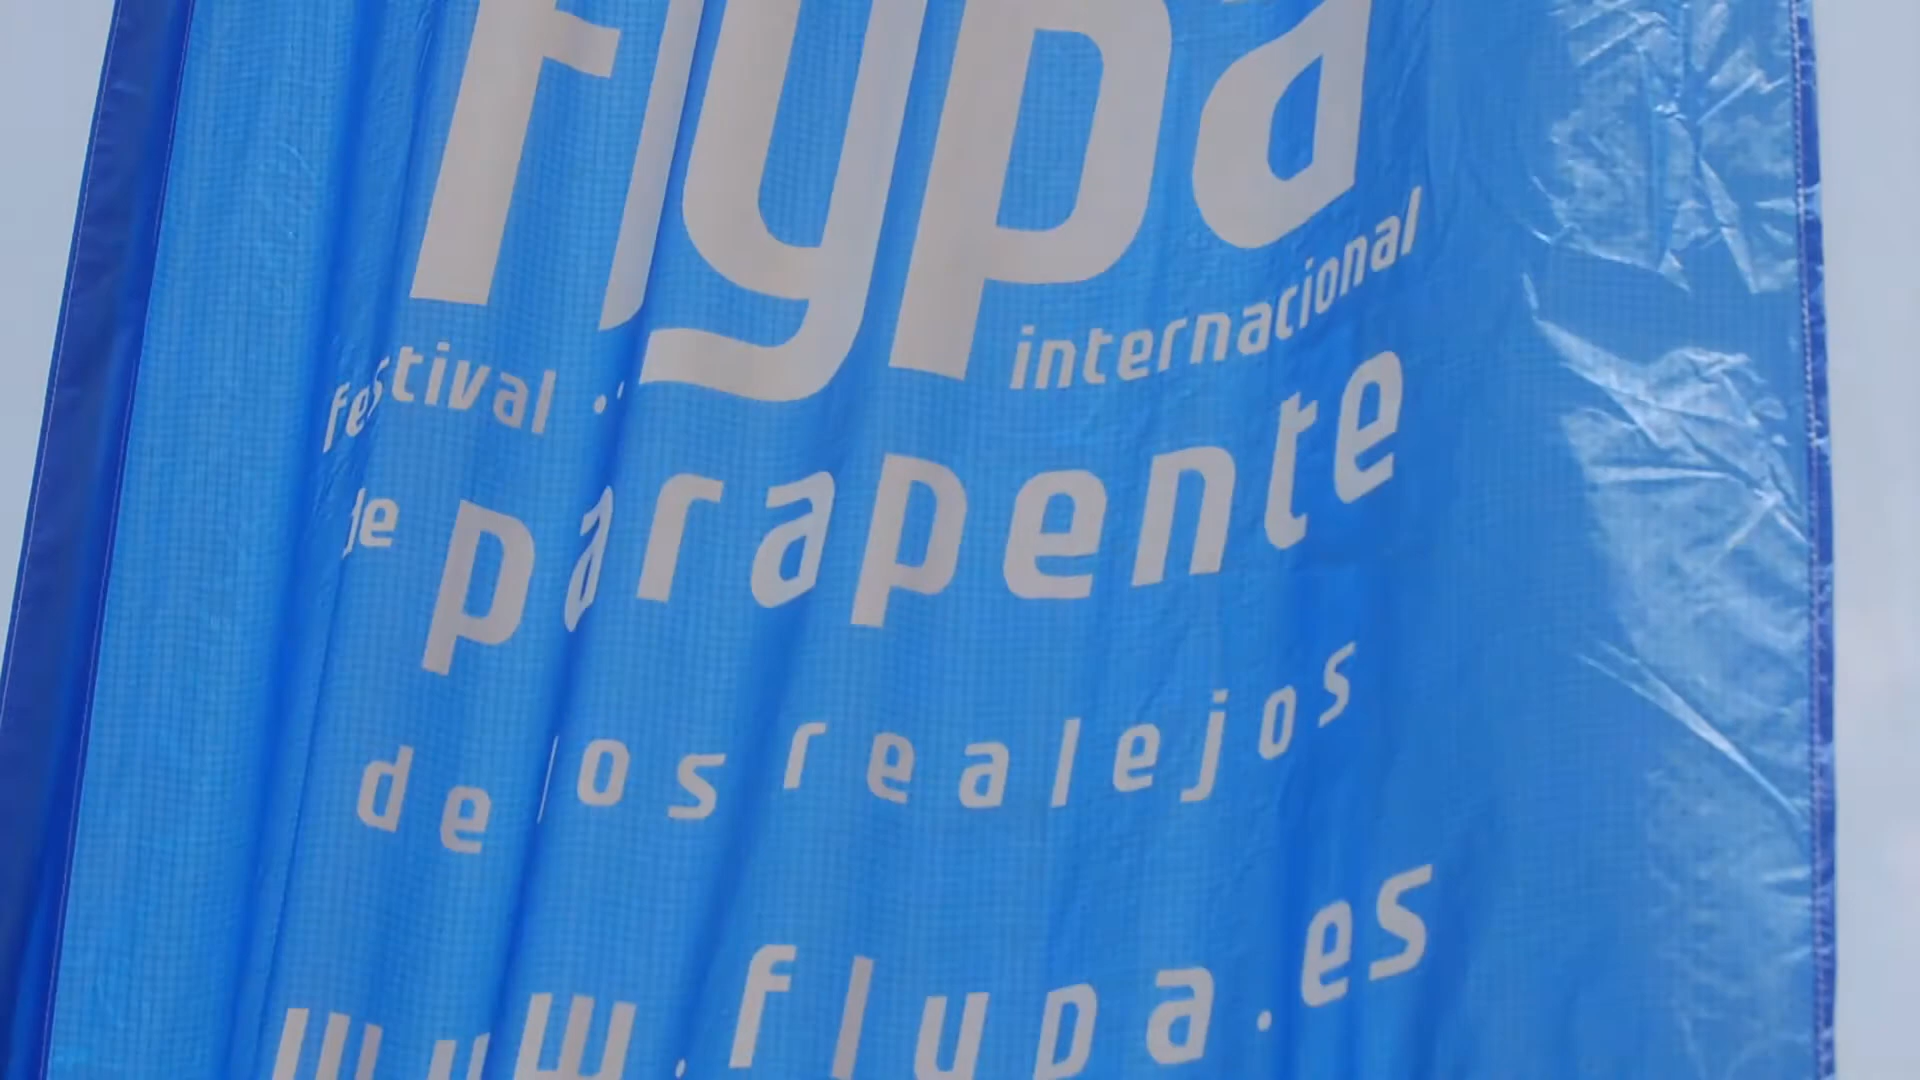 flypa
festival internacional
de parapente
de los realejos
www.flypa.es